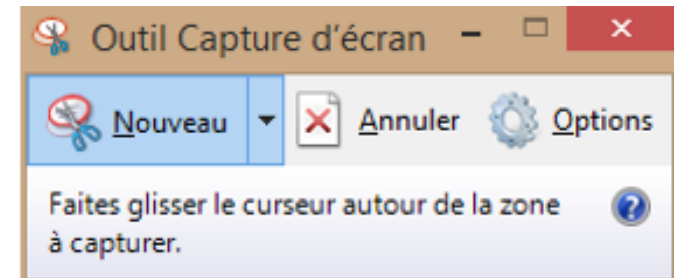 Outil Capture d'écran
Nouveau Annuler Options
Faites glisser le curseur autour de la zone
à capturer.